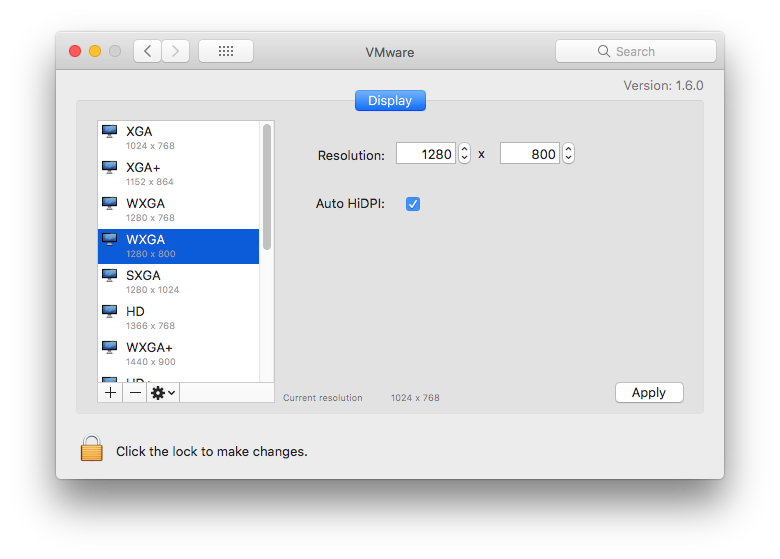 VMware
Search
Version: 1.6.0
Display
XGA
1024 x 768
XGA+
1152 x 864
WXGA
1280 x 768
WXGA
1280 x 800
SXGA
1280 x 1024
HD
1366 x 768
WXGA+
1440 x 900
Resolution: 1280 x 800
Auto HiDPI:
Current resolution 1024 x 768
Apply
Click the lock to make changes.